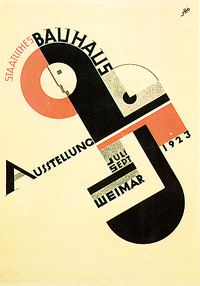 STAATLICHES
BAUHAUS
AUSSTELLUNG
JULI
SEPT
1923
WEIMAR